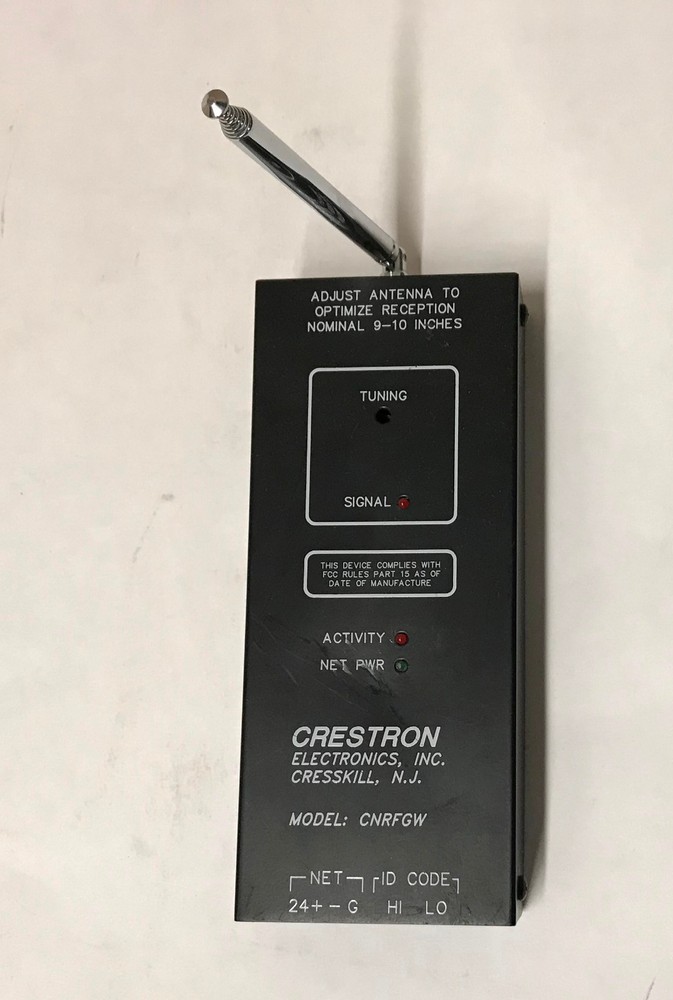 ADJUST ANTENNA TO
OPTIMIZE RECEPTION
NOMINAL 9-10 INCHES
TUNING
SIGNAL
THIS DEVICE COMPLIES WITH
FCC RULES PART 15 AS OF
DATE OF MANUFACTURE
ACTIVITY
NET PWR
CRESTRON
ELECTRONICS, INC.
CRESSKILL, N.J.
MODEL: CNRFGW
NET ID CODE
24+ - G HI LO